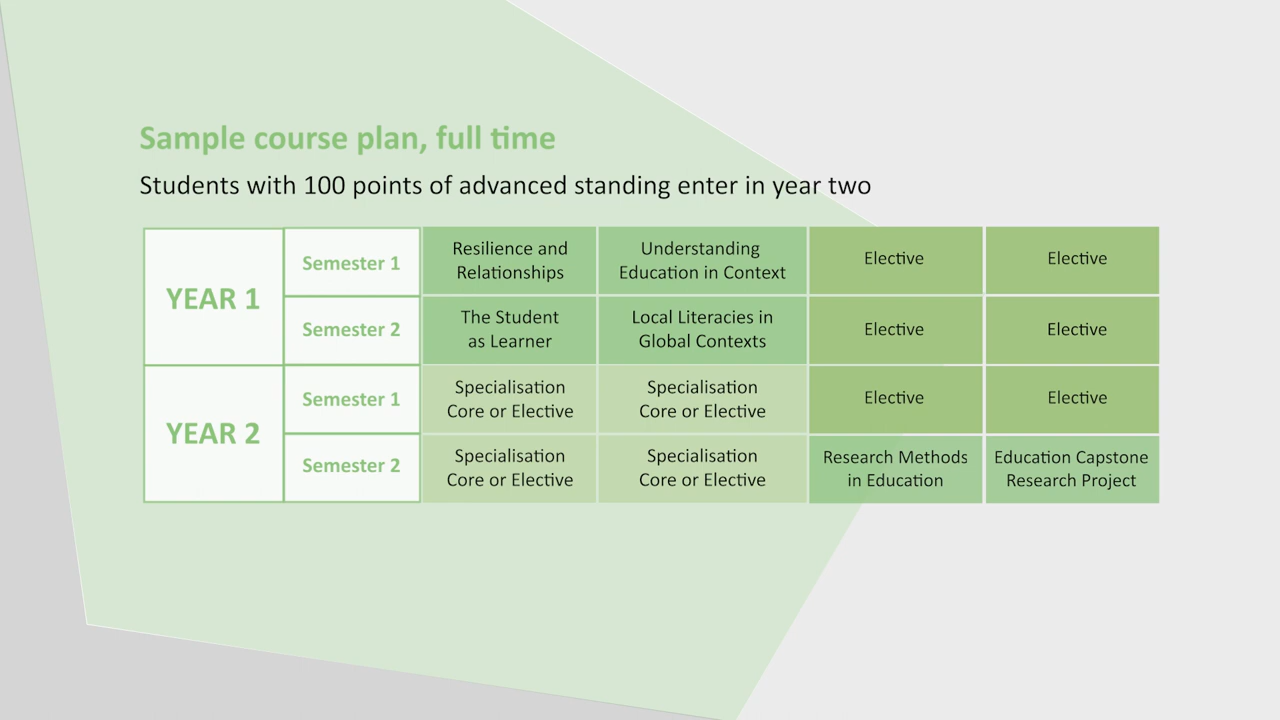 Sample course plan, full time
Students with 100 points of advanced standing enter in year two
YEAR 1
Semester 1
Resilience and
Relationships
Understanding
Education in Context
Elective
Elective
Semester 2
The Student
as Learner
Local Literacies in
Global Contexts
Elective
Elective
YEAR 2
Semester 1
Specialisation
Core or Elective
Specialisation
Core or Elective
Elective
Elective
Semester 2
Specialisation
Core or Elective
Specialisation
Core or Elective
Research Methods
in Education
Education Capstone
Research Project